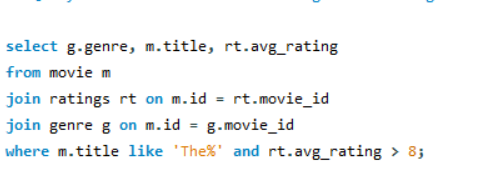 select g.genre, m.title, rt.avg_rating
from movie m
join ratings rt on m.id = rt.movie_id
join genre g on m.id = g.movie_id
where m.title like 'The%' and rt.avg_rating > 8;